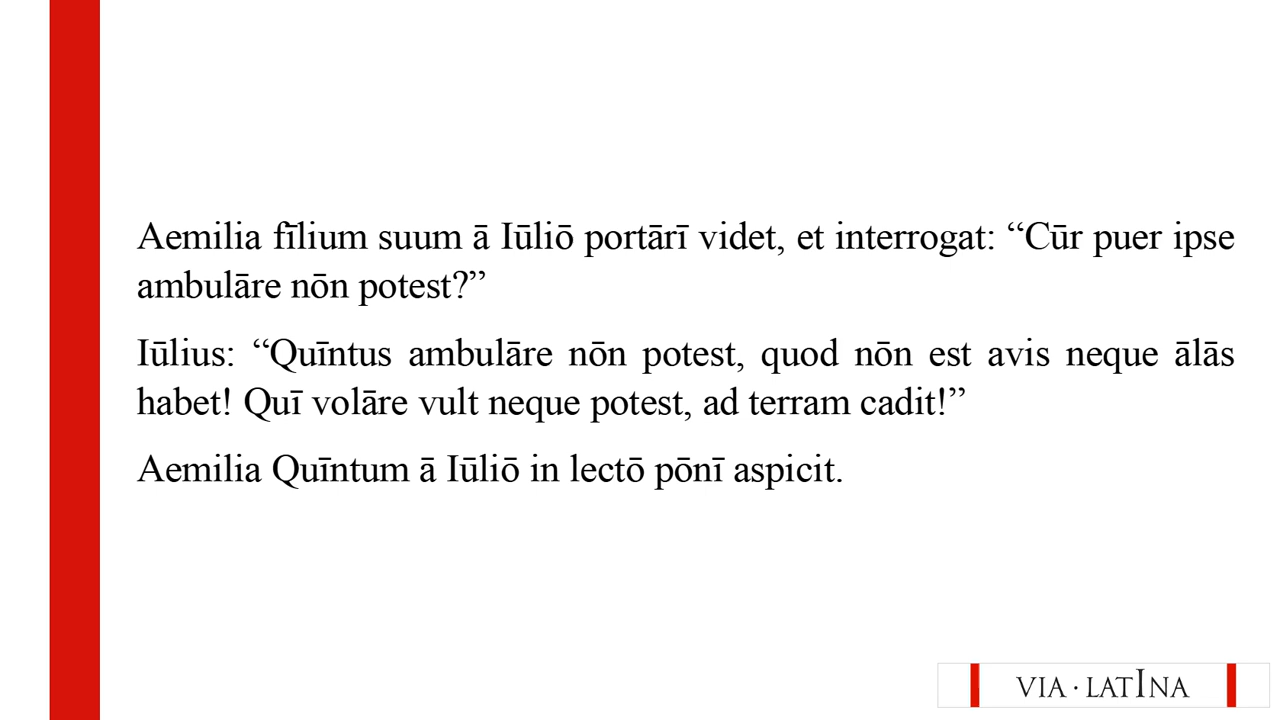 Aemilia fīlium suum ā Iūliō portārī videt, et interrogat: “Cūr puer ipse
ambulāre nōn potest?”
Iūlius: “Quīntus ambulāre nōn potest, quod nōn est avis neque ālās
habet! Quī volāre vult neque potest, ad terram cadit!”
Aemilia Quīntum ā Iūliō in lectō pōnī aspicit.
VIA · LATINA